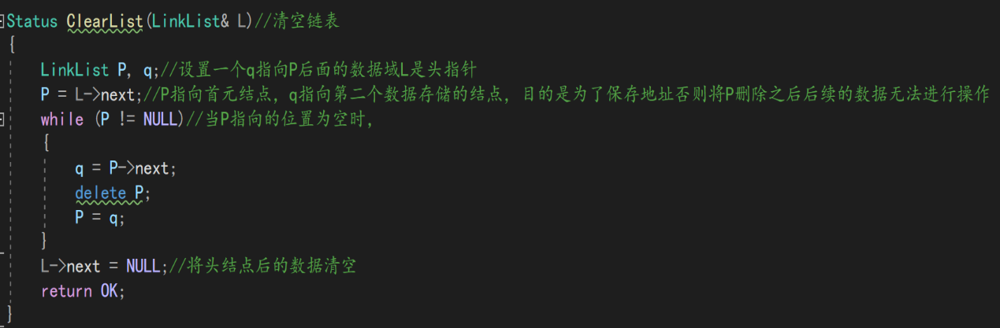 Status ClearList(LinkList& L)//清空链表
{
LinkList P, q;//设置一个q指向P后面的数据域L是头指针
P = L->next;//P指向首元结点，q指向第二个数据存储的结点，目的是为了保存地址否则将P删除之后后续的数据无法进行操作
while (P != NULL)//当P指向的位置为空时，
{
q = P->next;
delete P;
P = q;
}
L->next = NULL;//将头结点后的数据清空
return OK;
}